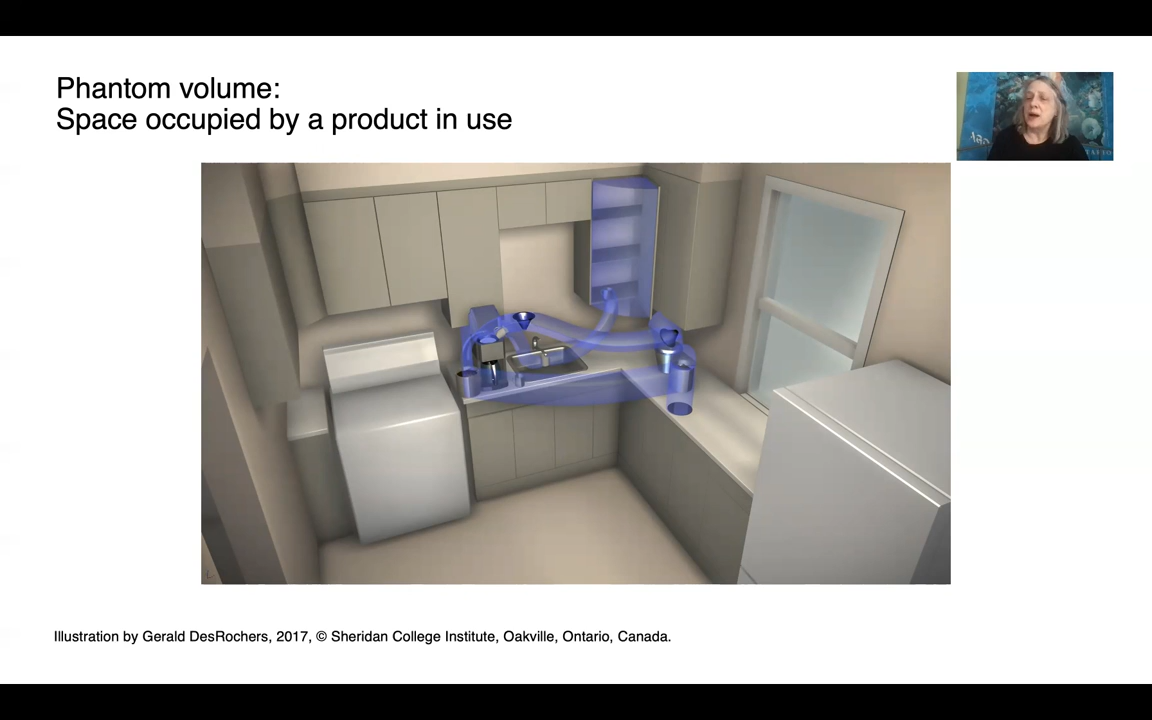 Phantom volume:
Space occupied by a product in use
Illustration by Gerald DesRochers, 2017, © Sheridan College Institute, Oakville, Ontario, Canada.